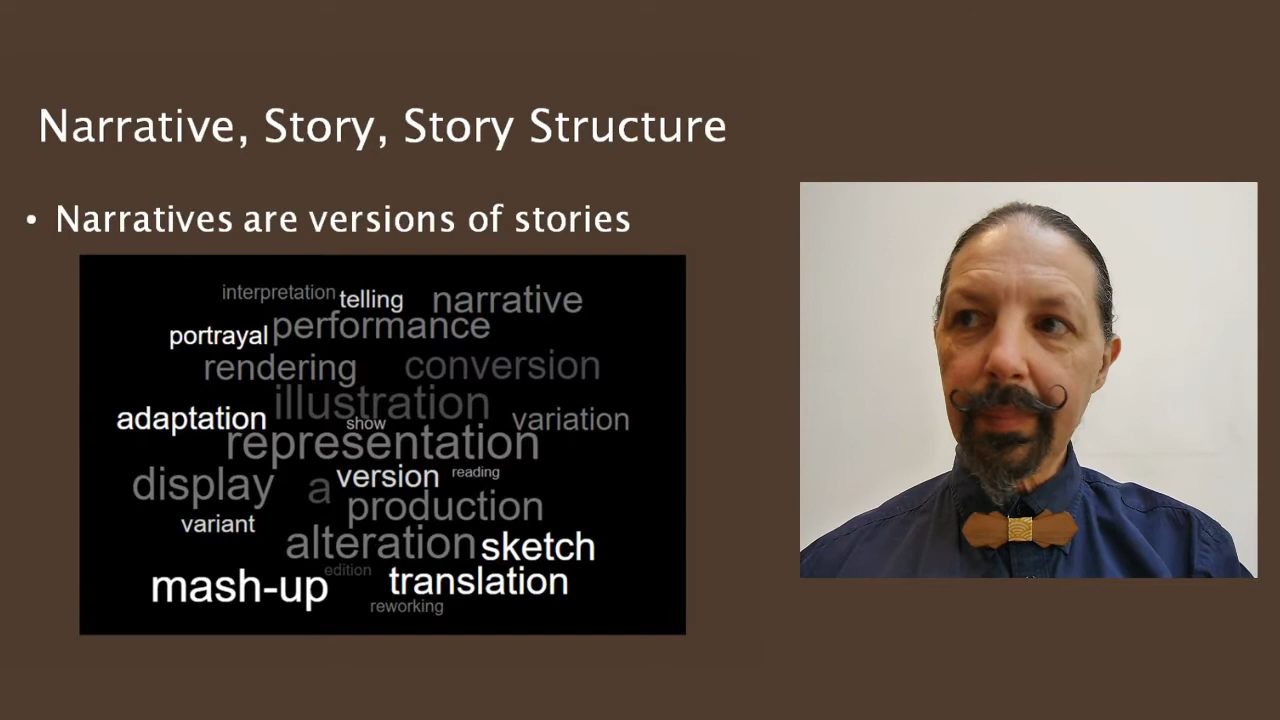 Narrative, Story, Story Structure
• Narratives are versions of stories
interpretation telling narrative
portrayal performance
rendering conversion
illustration
adaptation show variation
representation
version reading
display a
production
variant
alteration sketch
edition
mash-up translation
reworking